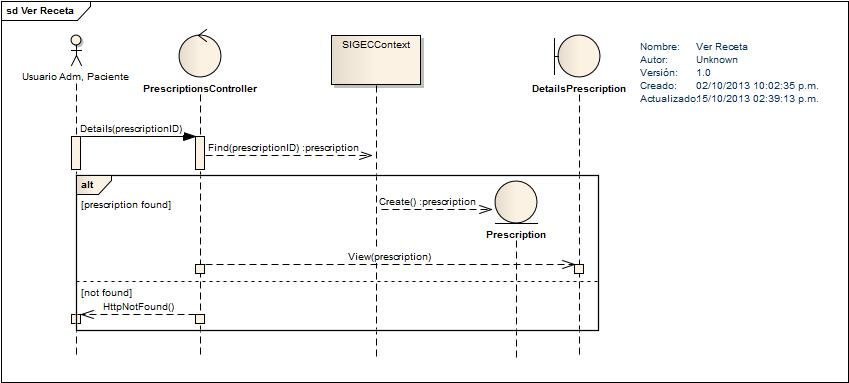 sd Ver Receta
Usuario Adm, Paciente
PrescriptionsController
SIGECContext
DetailsPrescription
Nombre: Ver Receta
Autor: Unknown
Versión: 1.0
Creado: 02/10/2013 10:02:35 p.m.
Actualizado: 15/10/2013 02:39:13 p.m.
Details(prescriptionID)
Find(prescriptionID) :prescription
alt
[prescription found]
Create() :prescription
Prescription
View(prescription)
[not found]
HttpNotFound()